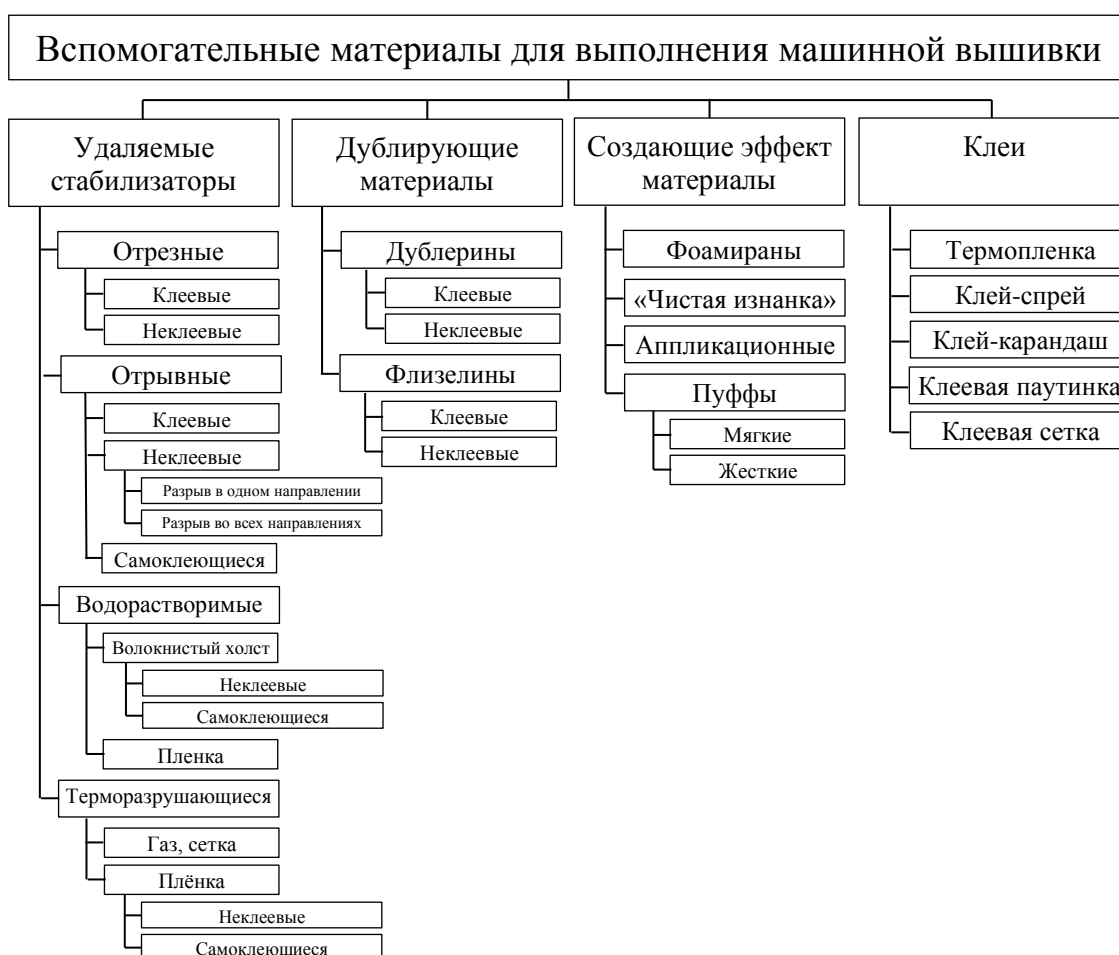 Вспомогательные материалы для выполнения машинной вышивки
Удаляемые
стабилизаторы
Отрезные
Клеевые
Неклеевые
Отрывные
Клеевые
Неклеевые
Разрыв в одном направлении
Разрыв во всех направлениях
Самоклеющиеся
Водорастворимые
Волокнистый холст
Неклеевые
Самоклеющиеся
Пленка
Терморазрушающиеся
Газ, сетка
Плёнка
Неклеевые
Самоклеющиеся
Дублирующие
материалы
Дублерины
Клеевые
Неклеевые
Флизелины
Клеевые
Неклеевые
Создающие эффект
материалы
Фоамираны
«Чистая изнанка»
Аппликационные
Пуффы
Мягкие
Жесткие
Клеи
Термопленка
Клей-спрей
Клей-карандаш
Клеевая паутинка
Клеевая сетка